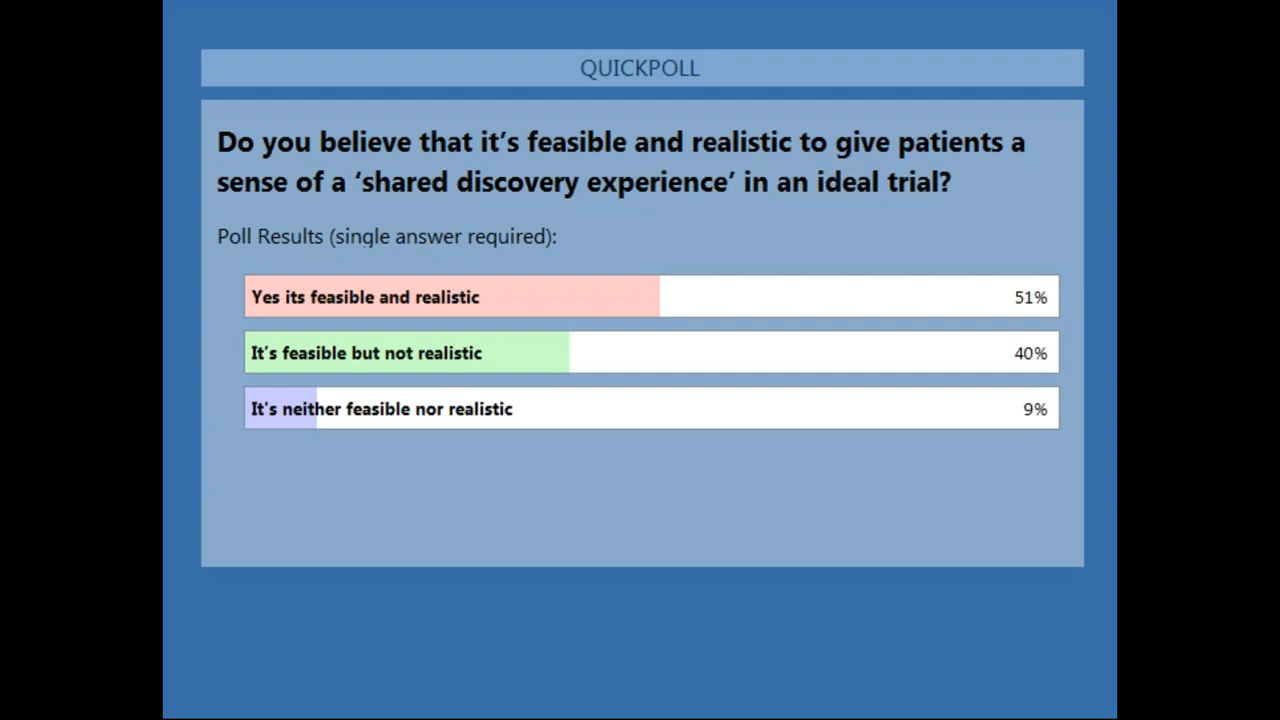 QUICKPOLL
Do you believe that it’s feasible and realistic to give patients a
sense of a ‘shared discovery experience’ in an ideal trial?
Poll Results (single answer required):
Yes its feasible and realistic 51%
It’s feasible but not realistic 40%
It's neither feasible nor realistic 9%